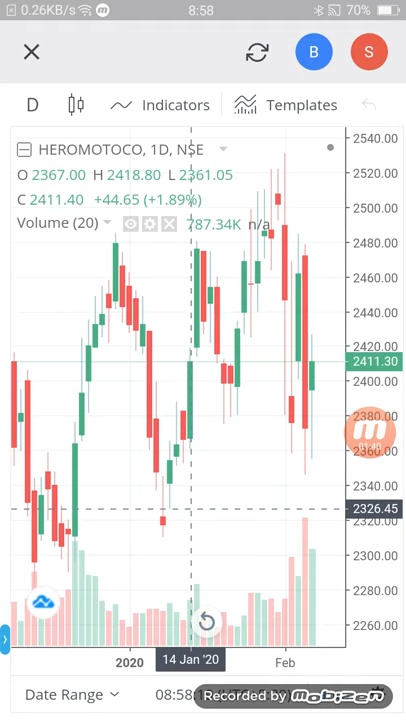 0.26KB/s 8:58 70%
B S
D Indicators Templates
HEROMOTOCO, 1D, NSE
O 2367.00 H 2418.80 L 2361.05
C 2411.40 +44.65 (+1.89%)
Volume (20) 787.34K n/a
2540.00
2520.00
2500.00
2480.00
2460.00
2440.00
2420.00
2411.30
2400.00
2380.00
01:40
2360.00
2340.00
2326.45
2320.00
2300.00
2280.00
2260.00
2020 14 Jan '20 Feb
Date Range 08:58:
Recorded by mobizen